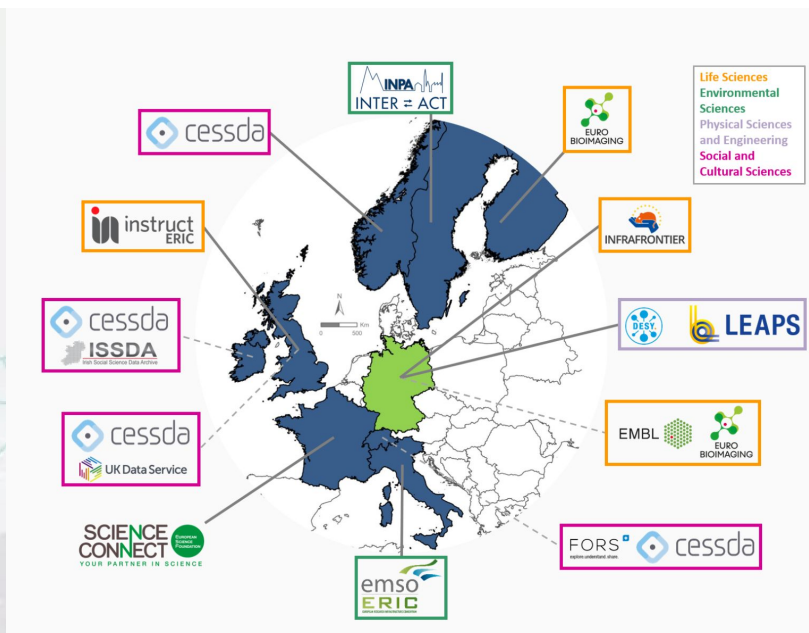 MINPA
INTER ⇄ ACT
cessda
EURO
BIOIMAGING
Life Sciences
Environmental
Sciences
Physical Sciences
and Engineering
Social and
Cultural Sciences
instruct
ERIC
INFRAFRONTIER
cessda
ISSDA
Irish Social Science Data Archive
N
0 500 Km
DESY.
LEAPS
cessda
UK Data Service
EMBL
EURO
BIOIMAGING
SCIENCE
CONNECT
EUROPEAN
SCIENCE
FOUNDATION
YOUR PARTNER IN SCIENCE
FORS
explore.understand.share.
cessda
emso
ERIC